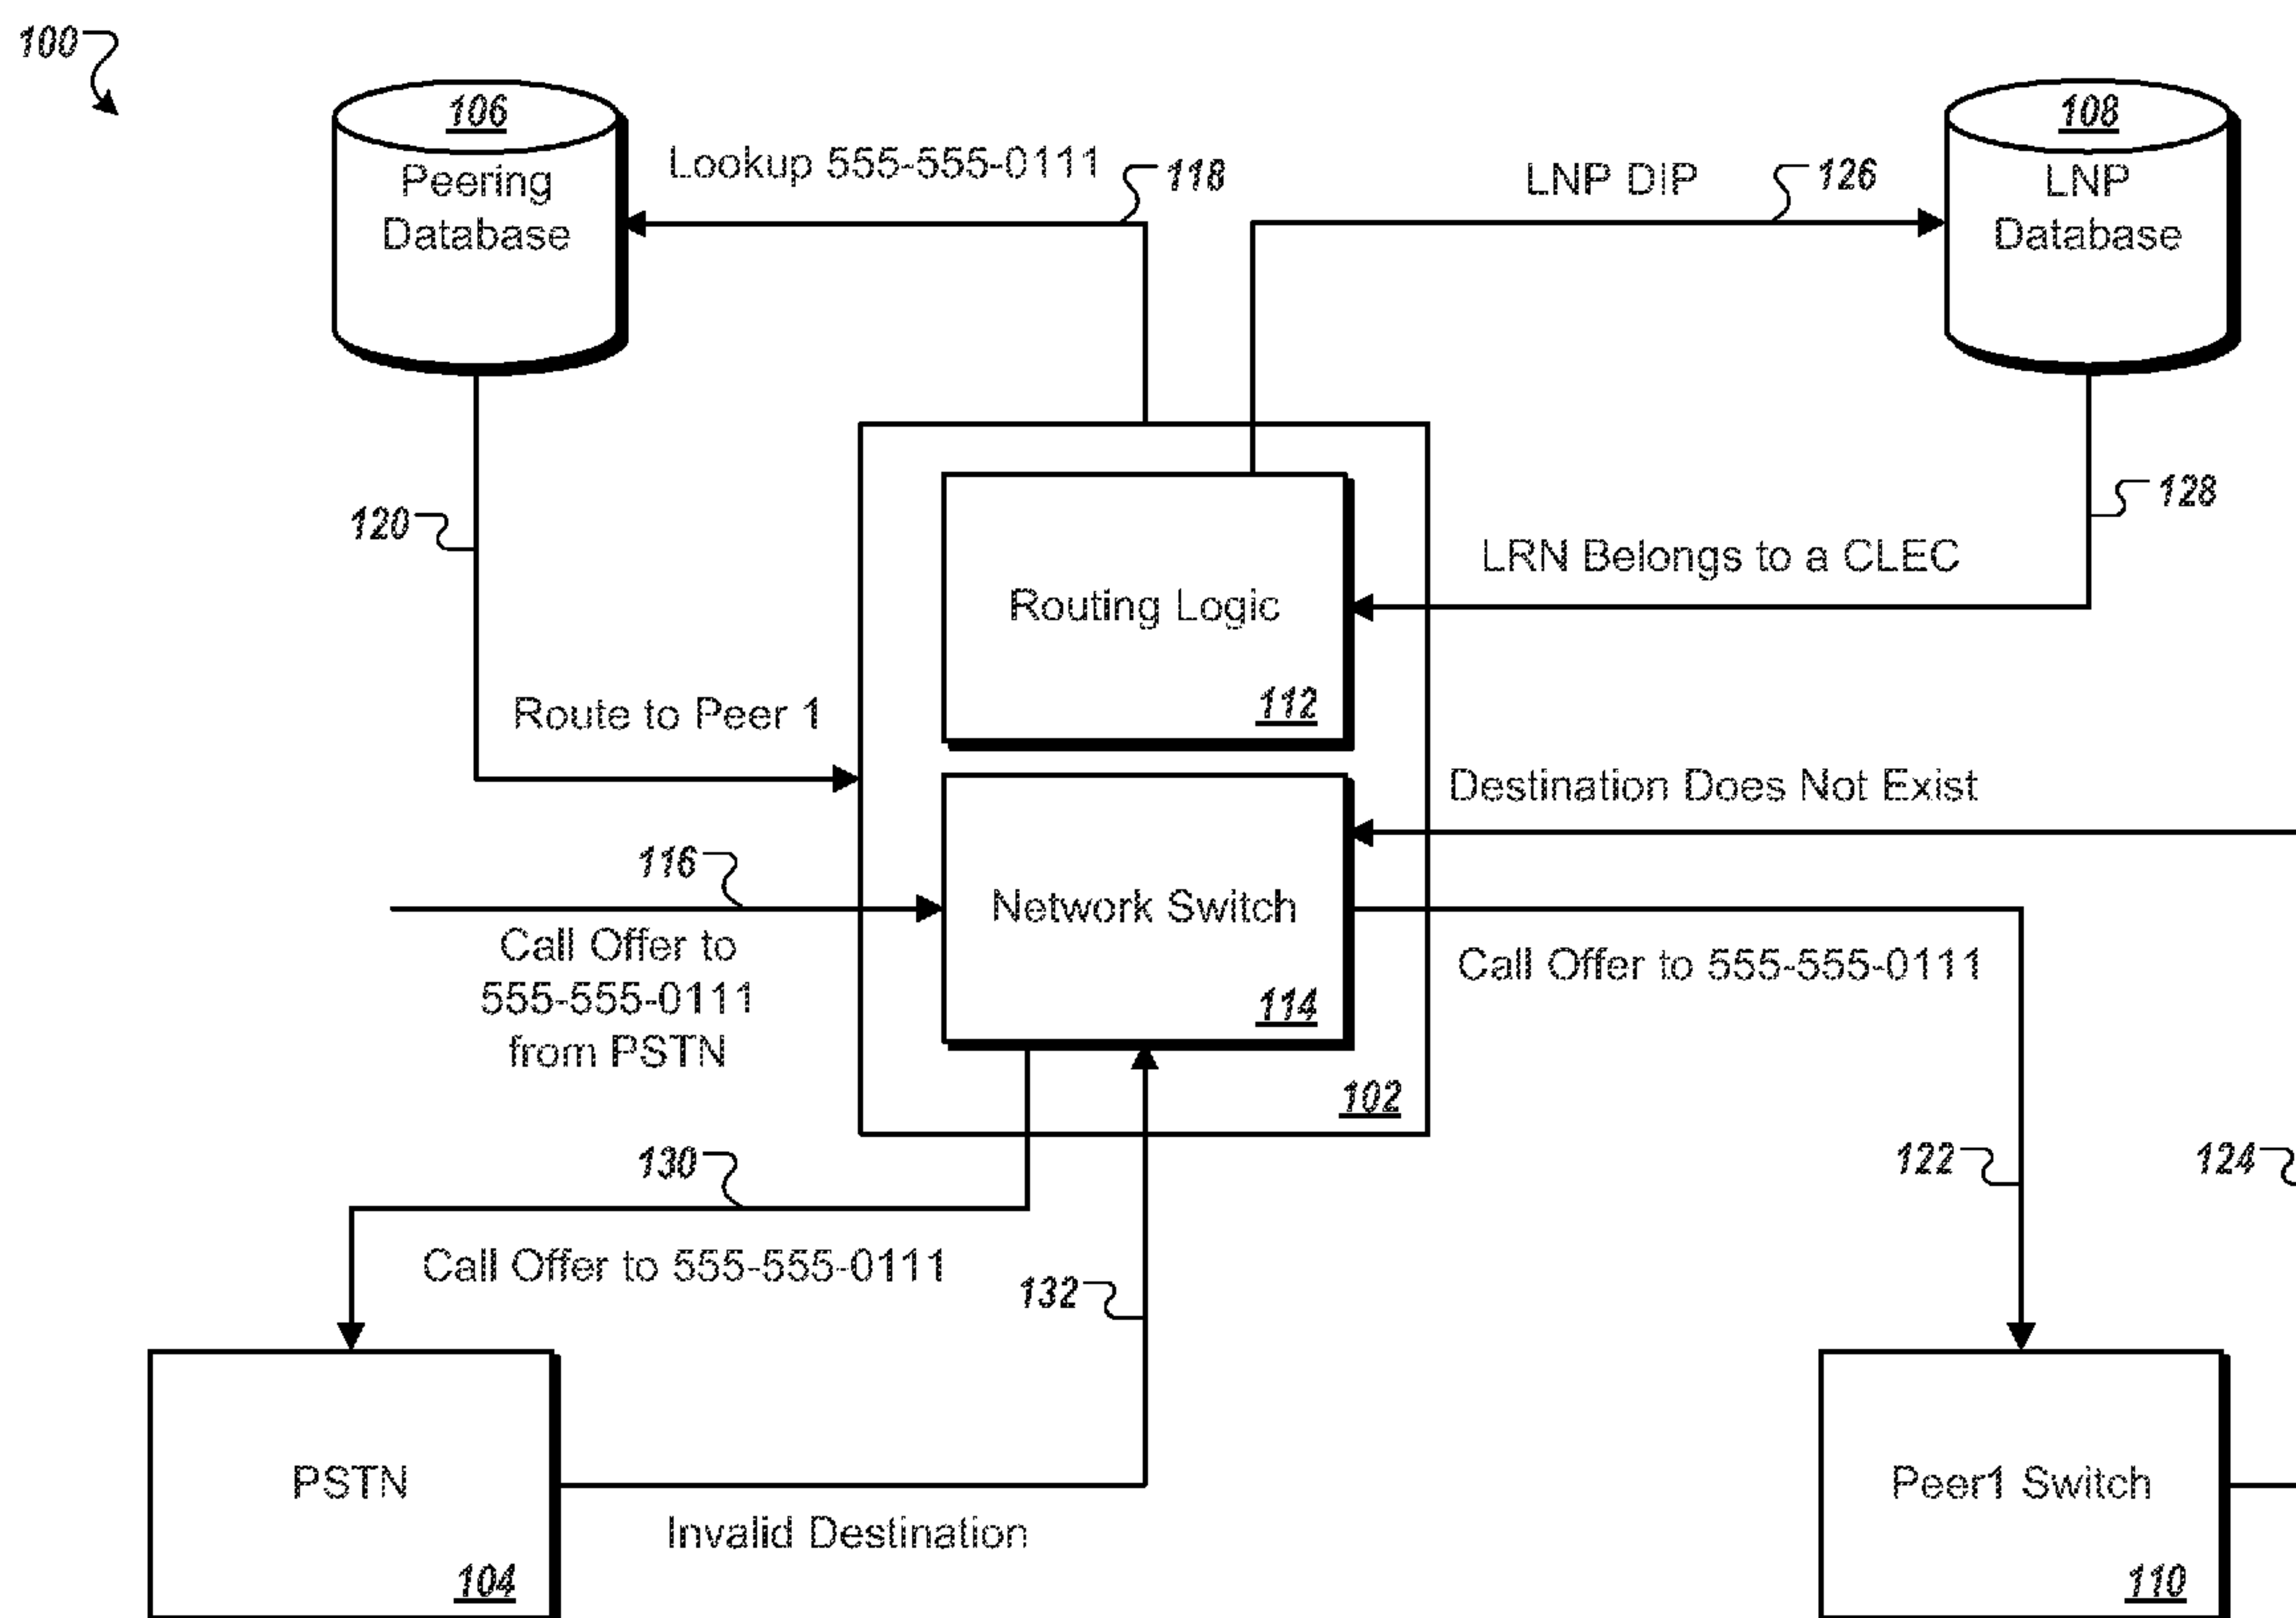 100
106
Peering
Database
Lookup 555-555-0111
118
LNP DIP
126
108
LNP
Database
120
128
LRN Belongs to a CLEC
Routing Logic
112
Route to Peer 1
Destination Does Not Exist
116
Network Switch
Call Offer to
555-555-0111
from PSTN
Call Offer to 555-555-0111
114
102
130
122
124
Call Offer to 555-555-0111
132
PSTN
Invalid Destination
104
Peer1 Switch
110